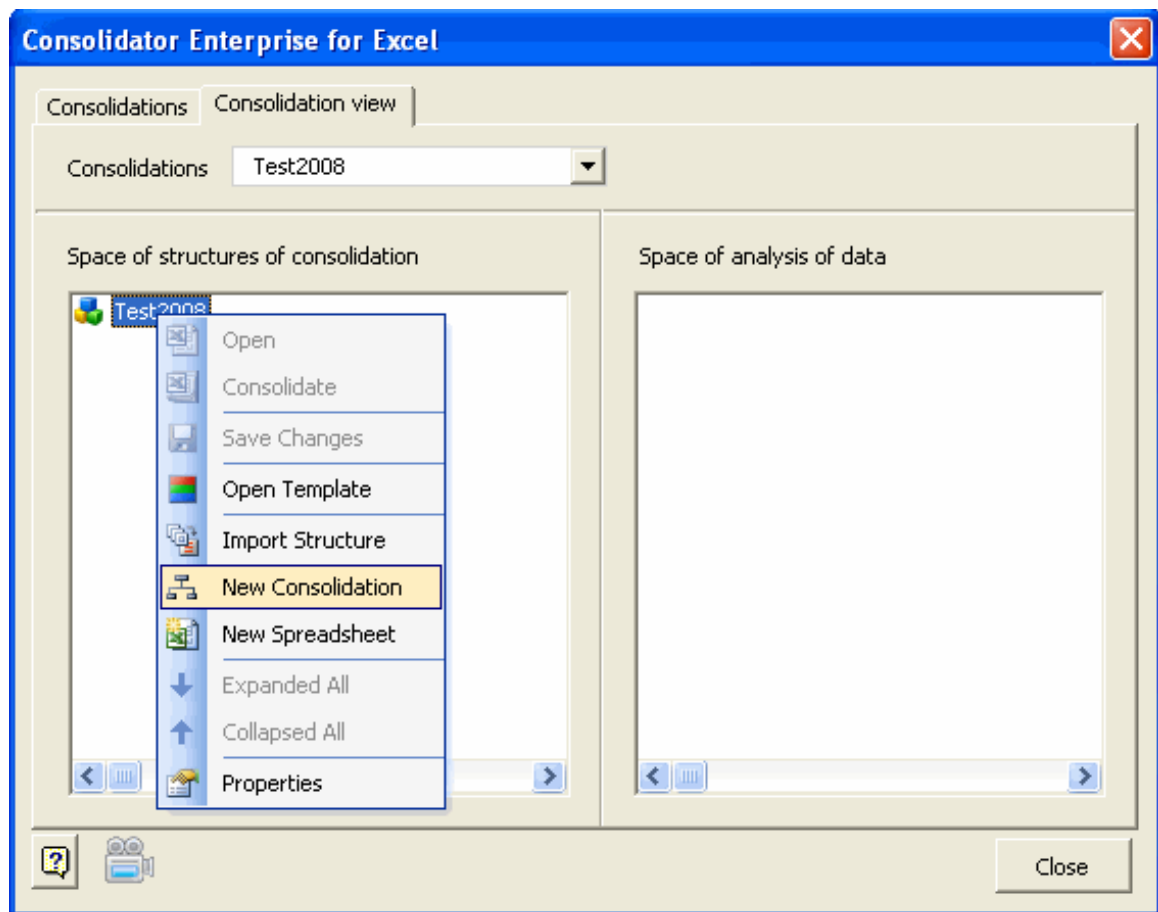 Consolidator Enterprise for Excel
Consolidations Consolidation view
Consolidations Test2008
Space of structures of consolidation Space of analysis of data
Test2008
Open
Consolidate
Save Changes
Open Template
Import Structure
New Consolidation
New Spreadsheet
Expanded All
Collapsed All
Properties
Close